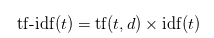 tf-idf(t) = tf(t, d) × idf(t)